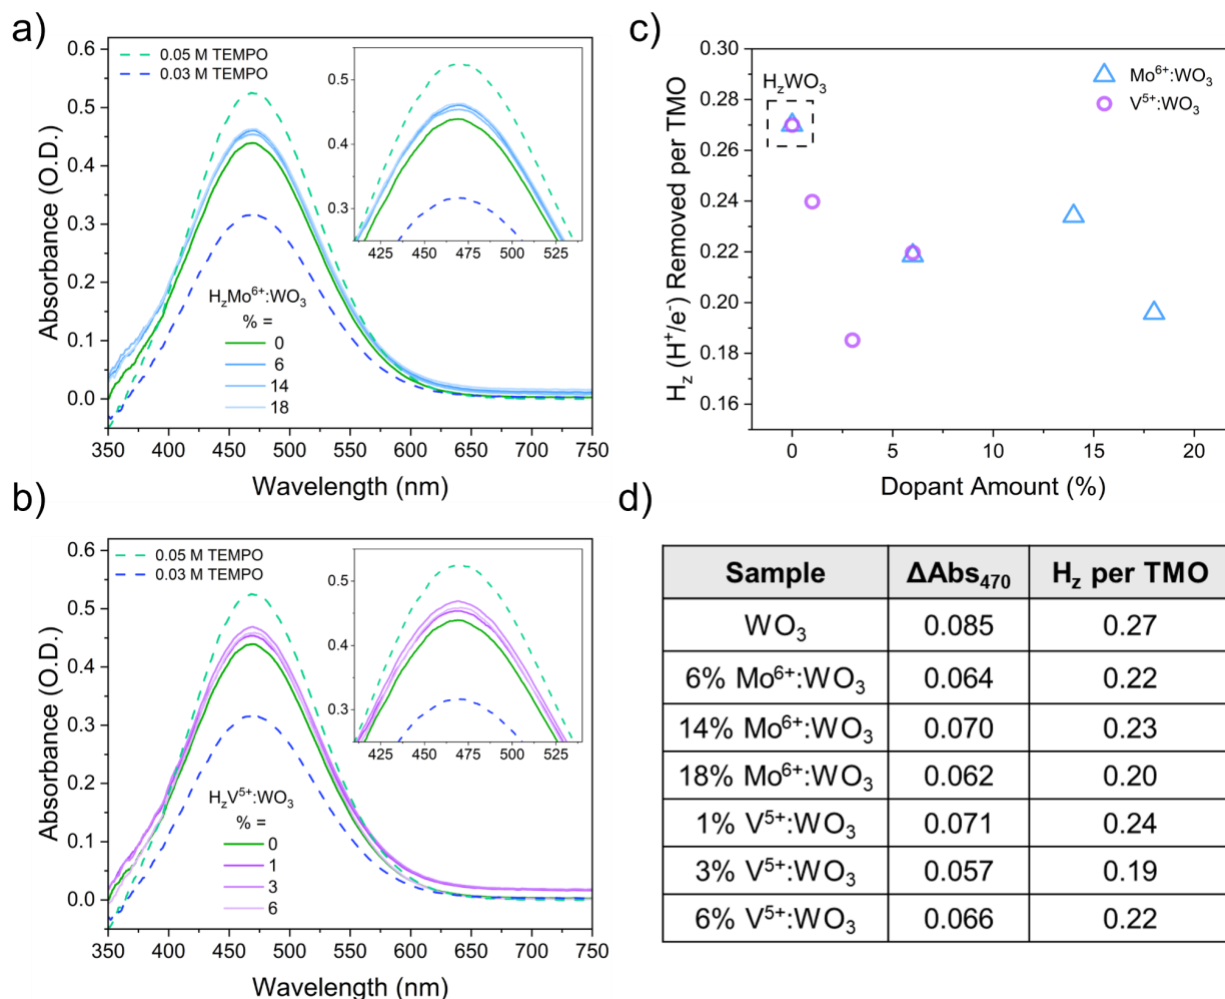 a)
0.05 M TEMPO
0.03 M TEMPO
Absorbance (O.D.)
0.6
0.5
0.4
0.3
0.2
0.1
0.0
0.5
0.4
0.3
425 450 475 500 525
HzMo⁶⁺:WO₃
% =
0
6
14
18
350 400 450 500 550 600 650 700 750
Wavelength (nm)
b)
0.05 M TEMPO
0.03 M TEMPO
Absorbance (O.D.)
0.6
0.5
0.4
0.3
0.2
0.1
0.0
0.5
0.4
0.3
425 450 475 500 525
HzV⁵⁺:WO₃
% =
0
1
3
6
350 400 450 500 550 600 650 700 750
Wavelength (nm)
c)
Hz (H⁺/e⁻) Removed per TMO
0.30
0.28
0.26
0.24
0.22
0.20
0.18
0.16
HzWO₃
Mo⁶⁺:WO₃
V⁵⁺:WO₃
0 5 10 15 20
Dopant Amount (%)
d)
Sample ΔAbs₄₇₀ Hz per TMO
WO₃ 0.085 0.27
6% Mo⁶⁺:WO₃ 0.064 0.22
14% Mo⁶⁺:WO₃ 0.070 0.23
18% Mo⁶⁺:WO₃ 0.062 0.20
1% V⁵⁺:WO₃ 0.071 0.24
3% V⁵⁺:WO₃ 0.057 0.19
6% V⁵⁺:WO₃ 0.066 0.22